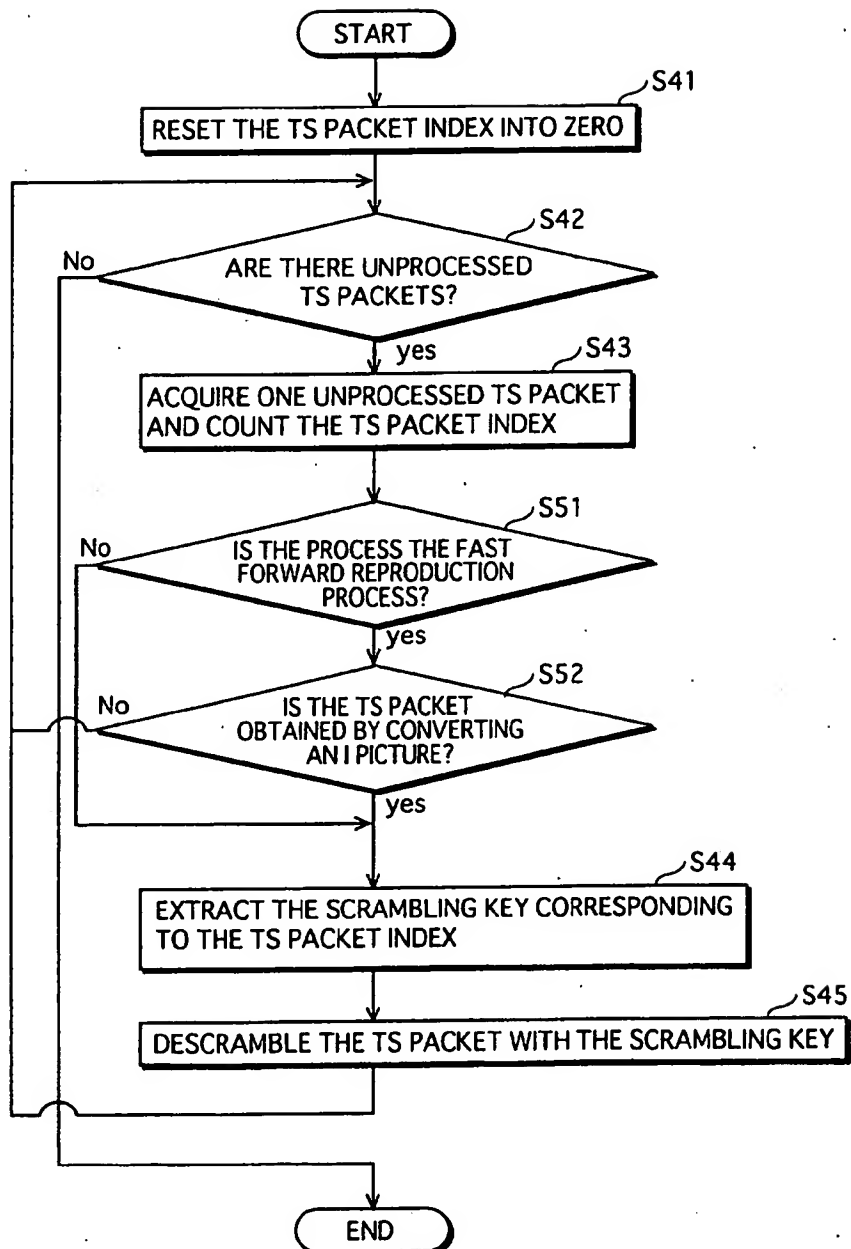 START
S41
RESET THE TS PACKET INDEX INTO ZERO
S42
No
ARE THERE UNPROCESSED
TS PACKETS?
yes
S43
ACQUIRE ONE UNPROCESSED TS PACKET
AND COUNT THE TS PACKET INDEX
S51
No
IS THE PROCESS THE FAST
FORWARD REPRODUCTION
PROCESS?
yes
S52
No
IS THE TS PACKET
OBTAINED BY CONVERTING
AN I PICTURE?
yes
S44
EXTRACT THE SCRAMBLING KEY CORRESPONDING
TO THE TS PACKET INDEX
S45
DESCRAMBLE THE TS PACKET WITH THE SCRAMBLING KEY
END